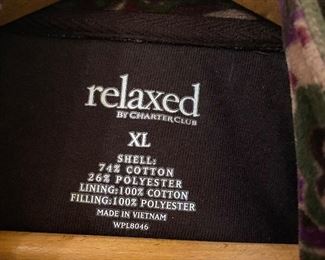 relaxed
BY CHARTER CLUB
XL
SHELL:
74% COTTON
26% POLYESTER
LINING:100% COTTON
FILLING:100% POLYESTER
MADE IN VIETNAM
WPL8046